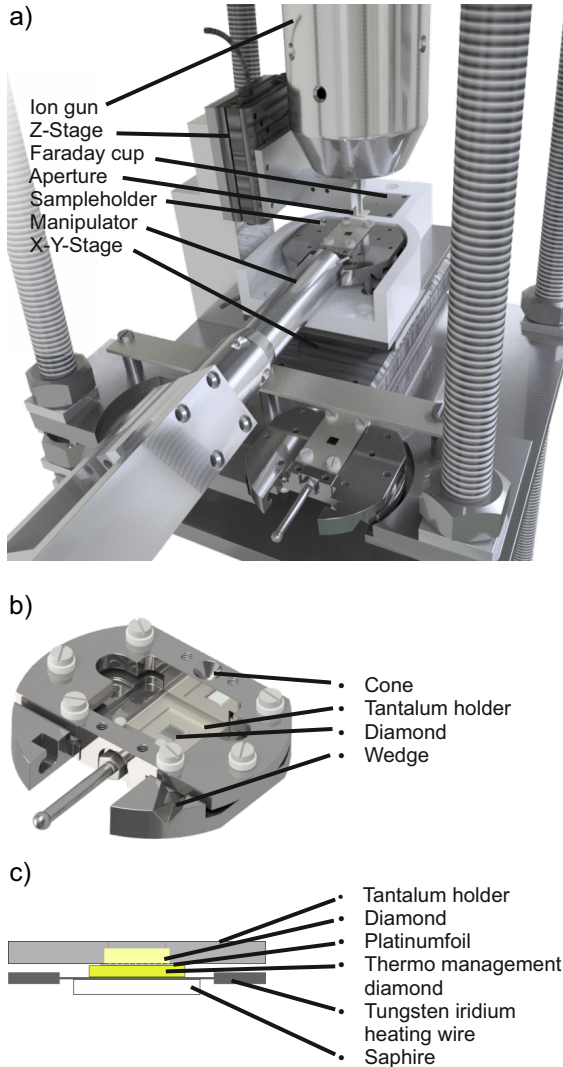 a)
Ion gun
Z-Stage
Faraday cup
Aperture
Sampleholder
Manipulator
X-Y-Stage
b)
• Cone
• Tantalum holder
• Diamond
• Wedge
c)
• Tantalum holder
• Diamond
• Platinumfoil
• Thermo management
diamond
• Tungsten iridium
heating wire
• Saphire